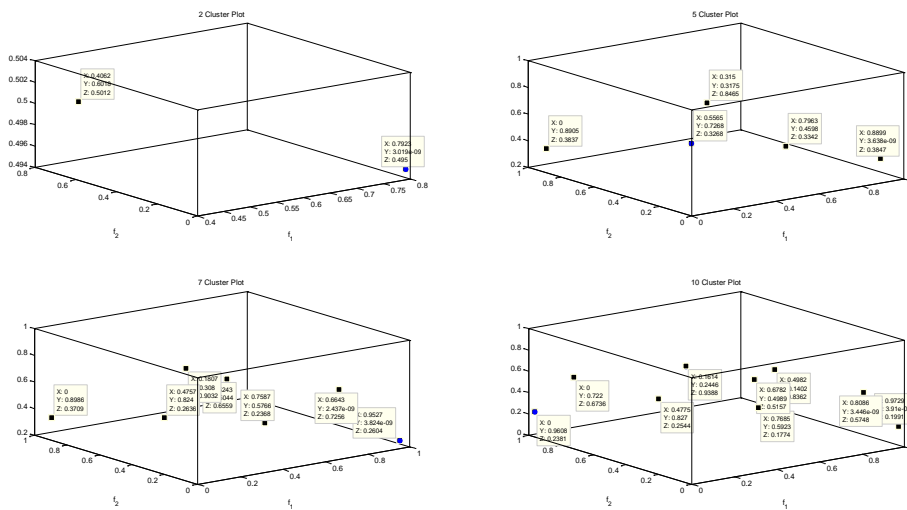 2 Cluster Plot
0.504
0.502
0.5
0.498
0.496
0.494
0.8
0.6
0.4
0.2
0
0.4
0.45
0.5
0.55
0.6
0.65
0.7
0.75
0.8
f2
f1
X: 0.4062
Y: 0.6018
Z: 0.5012
X: 0.7923
Y: 3.019e-09
Z: 0.495
5 Cluster Plot
1
0.8
0.6
0.4
0.2
1
0.8
0.6
0.4
0.2
0
0
0.2
0.4
0.6
0.8
1
f2
f1
X: 0
Y: 0.8905
Z: 0.3837
X: 0.315
Y: 0.3175
Z: 0.8465
X: 0.5565
Y: 0.7268
Z: 0.3268
X: 0.7963
Y: 0.4598
Z: 0.3342
X: 0.8899
Y: 3.638e-09
Z: 0.3847
7 Cluster Plot
1
0.8
0.6
0.4
0.2
1
0.8
0.6
0.4
0.2
0
0
0.2
0.4
0.6
0.8
1
f2
f1
X: 0
Y: 0.8986
Z: 0.3709
X: 0.4757
Y: 0.824
Z: 0.2636
X: 0.1807
Z: 0.6559
X: 0.7587
Y: 0.5766
Z: 0.2368
X: 0.6643
Y: 2.437e-09
Z: 0.7256
X: 0.9527
Y: 3.824e-09
Z: 0.2604
10 Cluster Plot
1
0.8
0.6
0.4
0.2
0
1
0.8
0.6
0.4
0.2
0
0
0.2
0.4
0.6
0.8
1
f2
f1
X: 0
Y: 0.9608
Z: 0.2381
X: 0
Y: 0.722
Z: 0.6736
X: 0.4775
Y: 0.827
Z: 0.2544
X: 0.1614
Y: 0.2446
Z: 0.9388
X: 0.6782
Y: 0.4989
Z: 0.5157
X: 0.7685
Y: 0.5923
Z: 0.1774
X: 0.8086
Y: 3.446e-09
Z: 0.5748